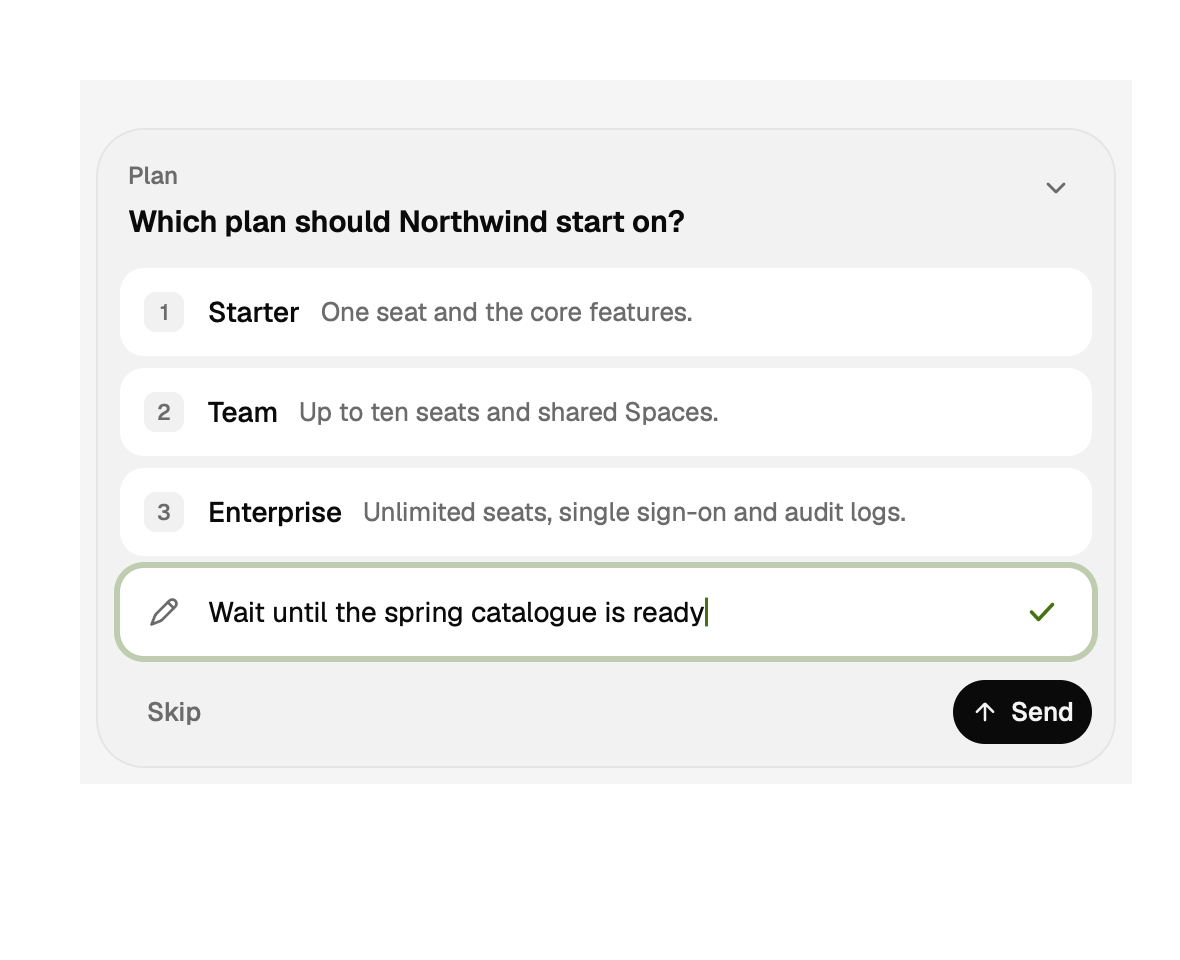 Plan
Which plan should Northwind start on?
1 Starter One seat and the core features.
2 Team Up to ten seats and shared Spaces.
3 Enterprise Unlimited seats, single sign-on and audit logs.
Wait until the spring catalogue is ready
Skip Send